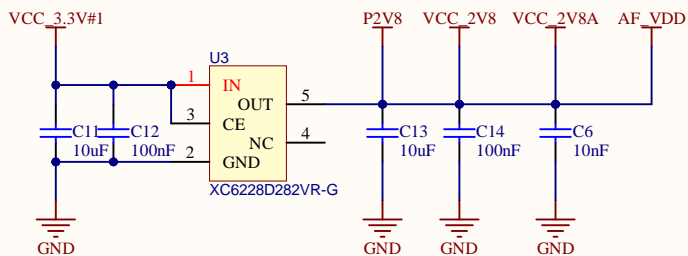 VCC_3.3V#1
P2V8
VCC_2V8
VCC_2V8A
AF_VDD
U3
1
IN
OUT
5
3
CE
NC
4
2
GND
XC6228D282VR-G
C11
10uF
C12
100nF
C13
10uF
C14
100nF
C6
10nF
GND
GND
GND
GND